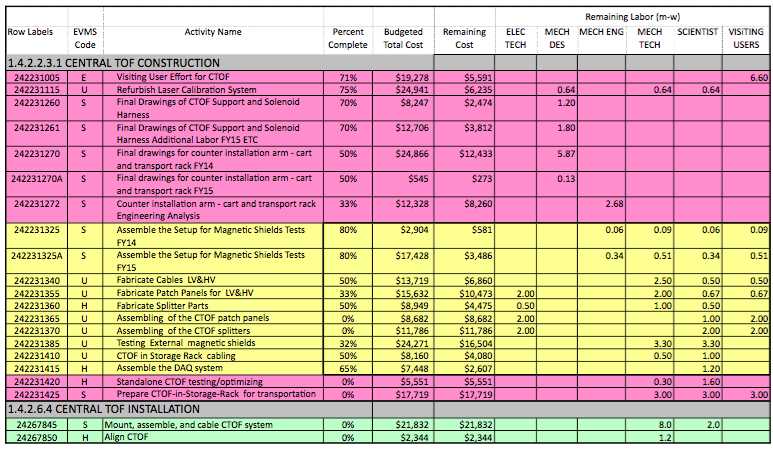 Remaining Labor (m-w)
Row Labels EVMS Code Activity Name Percent Complete Budgeted Total Cost Remaining Cost ELEC TECH MECH DES MECH ENG MECH TECH SCIENTIST VISITING USERS
1.4.2.2.3.1 CENTRAL TOF CONSTRUCTION
242231005 E Visiting User Effort for CTOF 71% $19,278 $5,591 6.60
242231115 U Refurbish Laser Calibration System 75% $24,941 $6,235 0.64 0.64 0.64
242231260 S Final Drawings of CTOF Support and Solenoid 70% $8,247 $2,474 1.20
Harness
242231261 S Final Drawings of CTOF Support and Solenoid 70% $12,706 $3,812 1.80
Harness Additional Labor FY15 ETC
242231270 S Final drawings for counter installation arm - cart 50% $24,866 $12,433 5.87
and transport rack FY14
242231270A S Final drawings for counter installation arm - cart 50% $545 $273 0.13
and transport rack FY15
242231272 S Counter installation arm - cart and transport rack 33% $12,328 $8,260 2.68
Engineering Analysis
242231325 S Assemble the Setup for Magnetic Shields Tests 80% $2,904 $581 0.06 0.09 0.06 0.09
FY14
242231325A S Assemble the Setup for Magnetic Shields Tests 80% $17,428 $3,486 0.34 0.51 0.34 0.51
FY15
242231340 U Fabricate Cables LV&HV 50% $13,719 $6,860 2.50 0.50 0.50
242231355 U Fabricate Patch Panels for LV&HV 33% $15,632 $10,473 2.00 2.00 0.67 0.67
242231360 H Fabricate Splitter Parts 50% $8,949 $4,475 0.50 1.00 0.50
242231365 U Assembling of the CTOF patch panels 0% $8,682 $8,682 2.00 1.00 2.00
242231370 U Assembling of the CTOF splitters 0% $11,786 $11,786 2.00 2.00 2.00
242231385 U Testing External magnetic shields 32% $24,271 $16,504 3.30 3.30
242231410 U CTOF in Storage Rack cabling 50% $8,160 $4,080 0.50 1.00
242231415 H Assemble the DAQ system 65% $7,448 $2,607 1.20
242231420 H Standalone CTOF testing/optimizing 0% $5,551 $5,551 0.30 1.60
242231425 S Prepare CTOF-in-Storage-Rack for transportation 0% $17,719 $17,719 3.00 3.00 3.00
1.4.2.6.4 CENTRAL TOF INSTALLATION
24267845 S Mount, assemble, and cable CTOF system 0% $21,832 $21,832 8.0 2.0
24267850 H Align CTOF 0% $2,344 $2,344 1.2